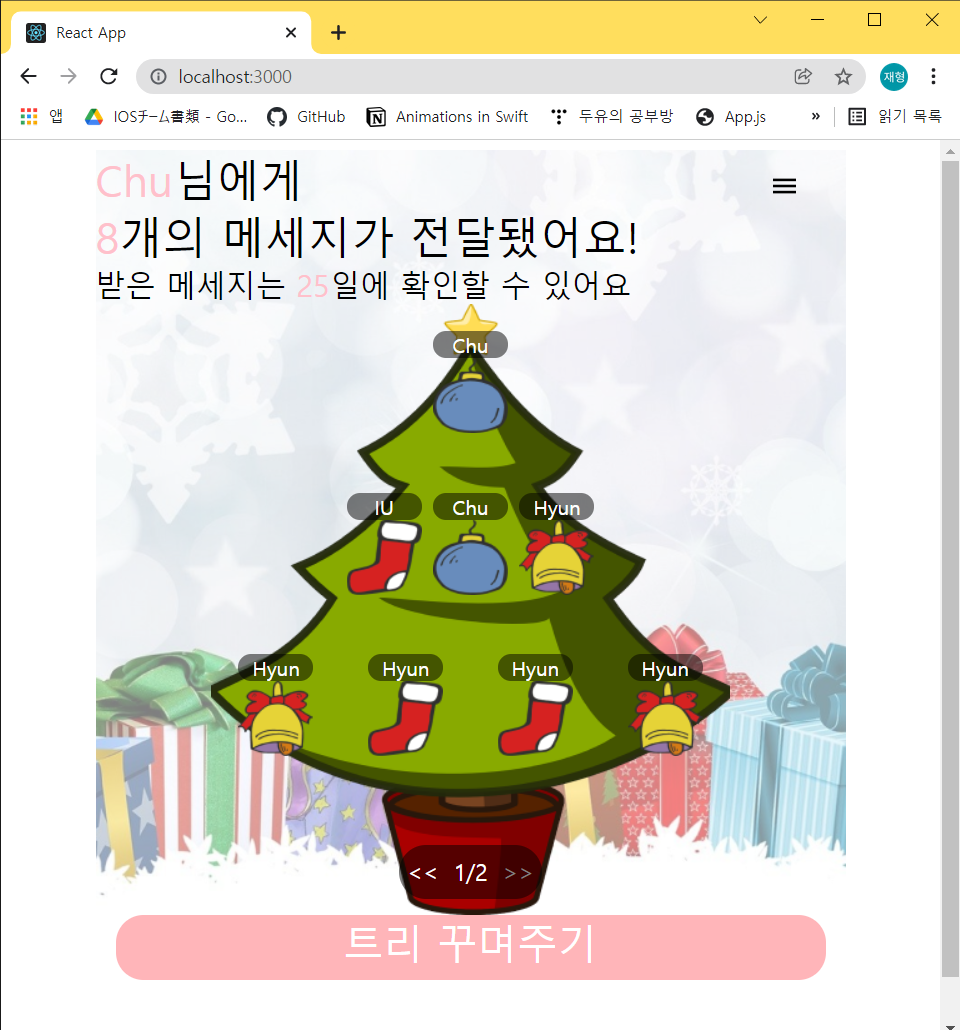 React App
localhost:3000
재형
앱 IOSチーム書類 - Go... GitHub Animations in Swift 두유의 공부방 App.js » 읽기 목록
Chu님에게
8개의 메세지가 전달됐어요!
받은 메세지는 25일에 확인할 수 있어요
Chu
IU Chu Hyun
Hyun Hyun Hyun Hyun
<< 1/2 >>
트리 꾸며주기